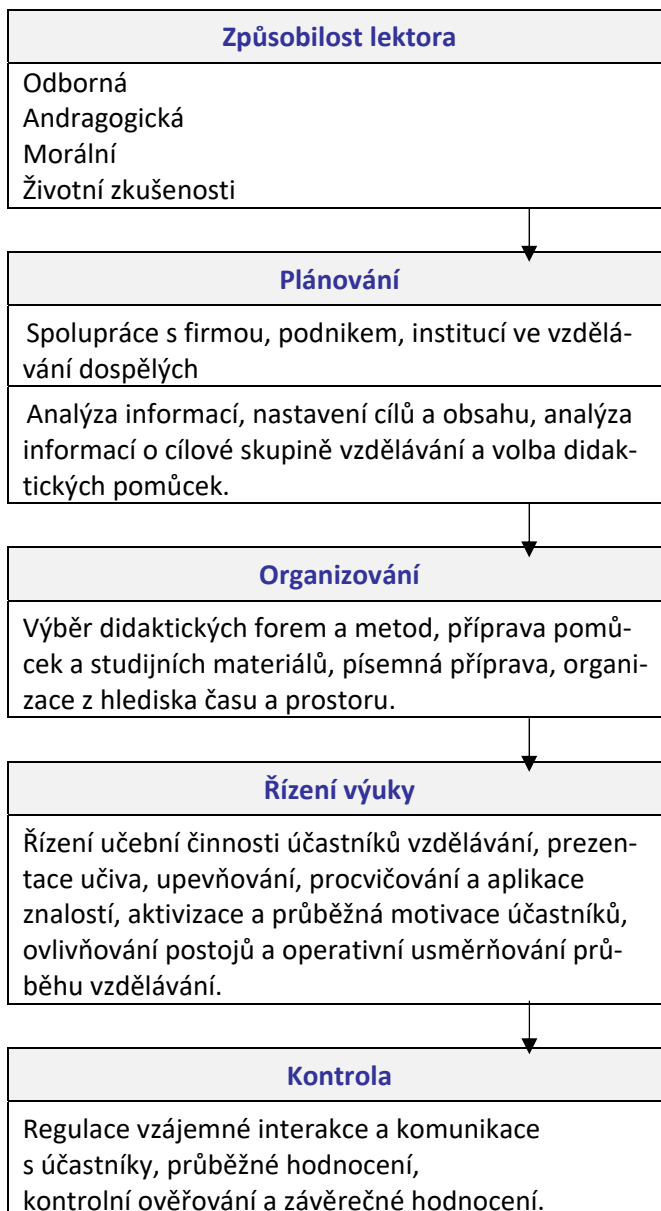 Způsobilost lektora
Odborná
Andragogická
Morální
Životní zkušenosti
Plánování
Spolupráce s firmou, podnikem, institucí ve vzdělá-
vání dospělých
Analýza informací, nastavení cílů a obsahu, analýza
informací o cílové skupině vzdělávání a volba didak-
tických pomůcek.
Organizování
Výběr didaktických forem a metod, příprava pomů-
cek a studijních materiálů, písemná příprava, organi-
zace z hlediska času a prostoru.
Řízení výuky
Řízení učební činnosti účastníků vzdělávání, prezen-
tace učiva, upevňování, procvičování a aplikace
znalostí, aktivizace a průběžná motivace účastníků,
ovlivňování postojů a operativní usměrňování prů-
běhu vzdělávání.
Kontrola
Regulace vzájemné interakce a komunikace
s účastníky, průběžné hodnocení,
kontrolní ověřování a závěrečné hodnocení.